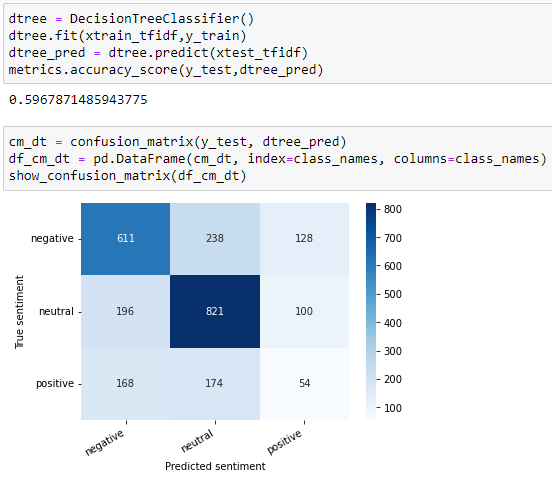 dtree = DecisionTreeClassifier()
dtree.fit(xtrain_tfidf,y_train)
dtree_pred = dtree.predict(xtest_tfidf)
metrics.accuracy_score(y_test,dtree_pred)
0.5967871485943775
cm_dt = confusion_matrix(y_test, dtree_pred)
df_cm_dt = pd.DataFrame(cm_dt, index=class_names, columns=class_names)
show_confusion_matrix(df_cm_dt)
True sentiment
negative 611 238 128
neutral 196 821 100
positive 168 174 54
negative neutral positive
Predicted sentiment
800
700
600
500
400
300
200
100